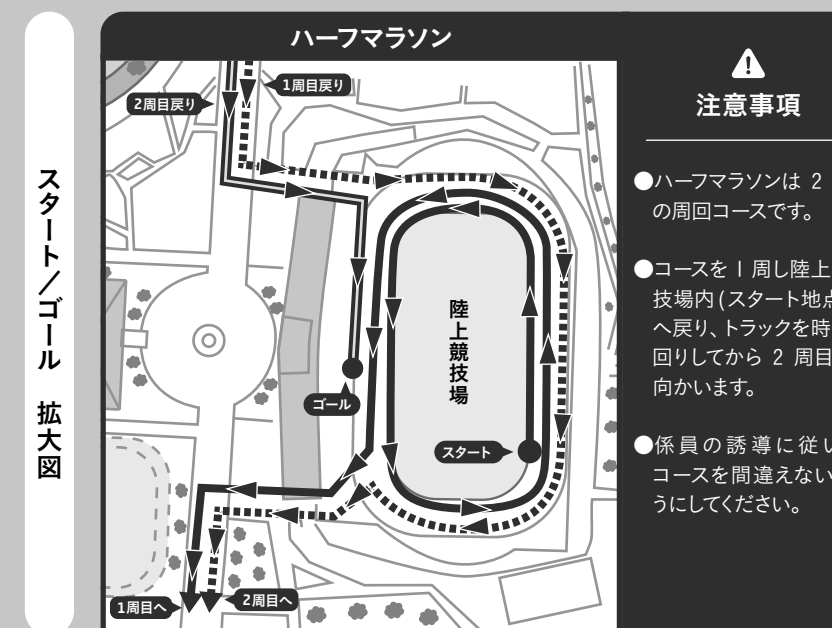 スタート／ゴール 拡大図
ハーフマラソン
1周目戻り
2周目戻り
陸上競技場
ゴール
スタート
1周目へ
2周目へ
注意事項
●ハーフマラソンは 2
の周回コースです。
●コースを 1 周し陸上
技場内(スタート地点
へ戻り、トラックを時
回りしてから 2 周目
向かいます。
●係員の誘導に従い
コースを間違えない
うにしてください。